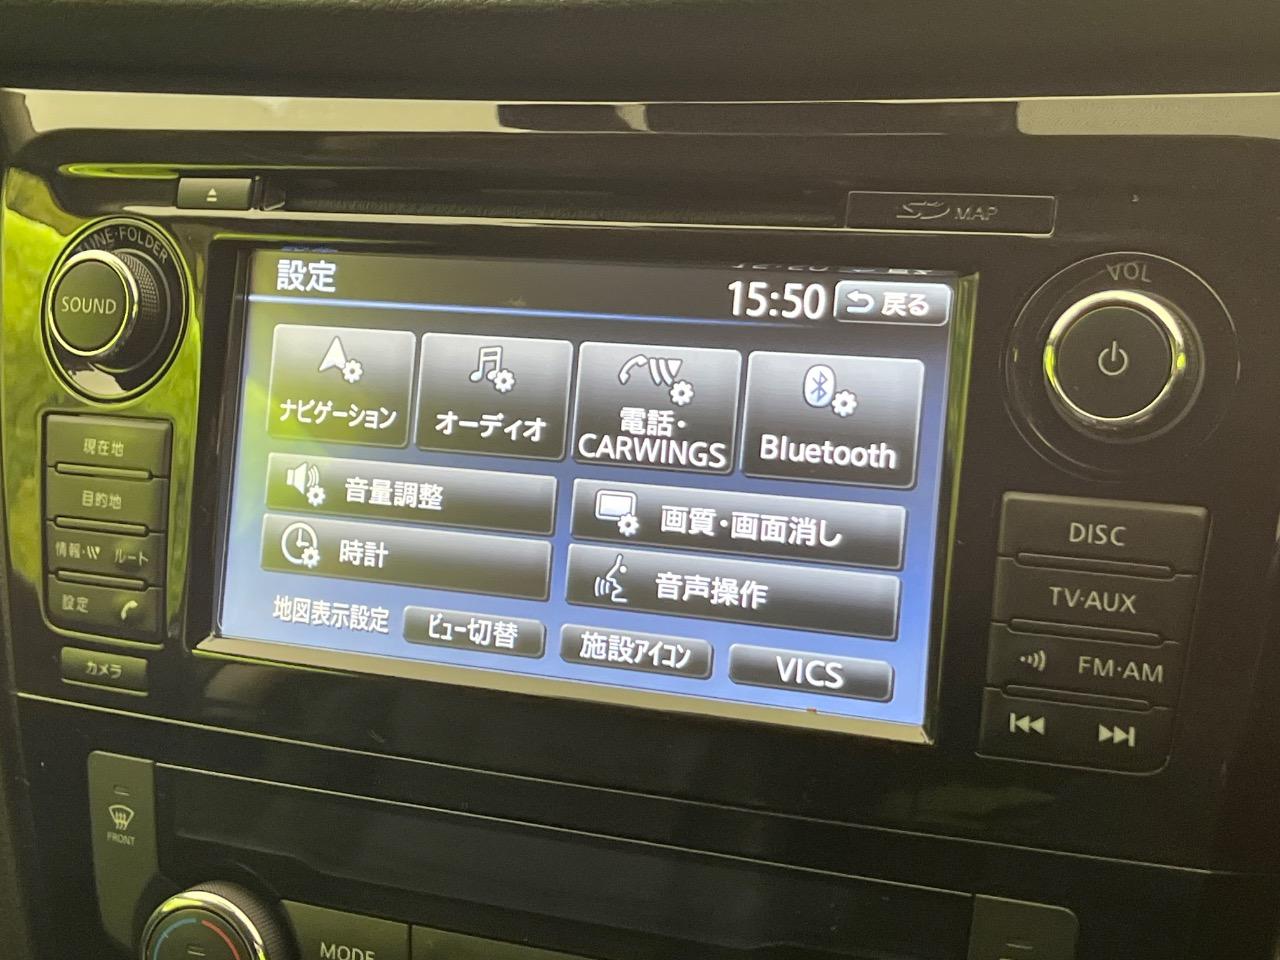 SD MAP
TUNE·FOLDER
SOUND
VOL
設定
15:50
戻る
ナビゲーション
オーディオ
電話・
CARWINGS
Bluetooth
音量調整
画質・画面消し
時計
音声操作
地図表示設定
ビュー切替
施設アイコン
VICS
現在地
目的地
情報・
ルート
設定
カメラ
DISC
TV·AUX
FM·AM
FRONT
MODE